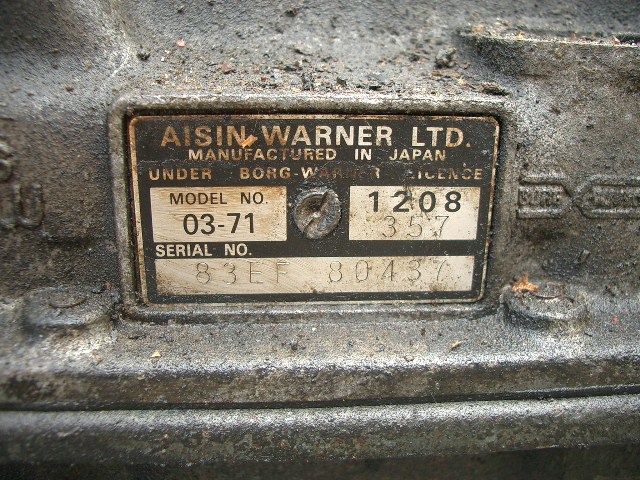 AISIN-WARNER LTD.
MANUFACTURED IN JAPAN
UNDER BORG-WARNER LICENCE
MODEL NO.
03-71
1208
357
SERIAL NO.
83EF 80437